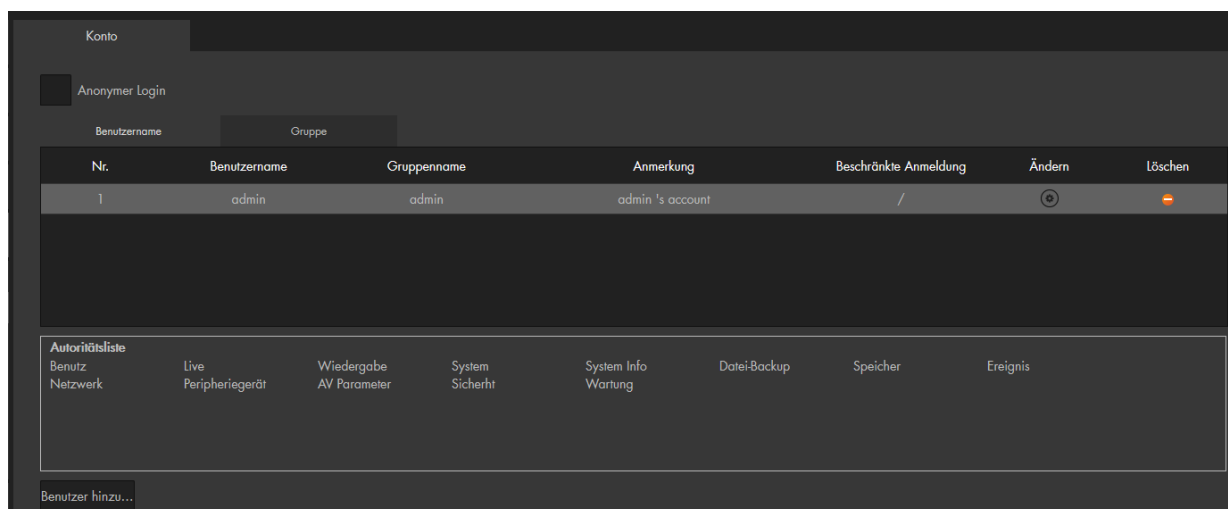 Konto
Anonymer Login
Benutzername Gruppe
Nr. Benutzername Gruppenname Anmerkung Beschränkte Anmeldung Ändern Löschen
1 admin admin admin 's account /
Autoritätsliste
Benutz Live Wiedergabe System System Info Datei-Backup Speicher Ereignis
Netzwerk Peripheriegerät AV Parameter Sicherht Wartung
Benutzer hinzu...